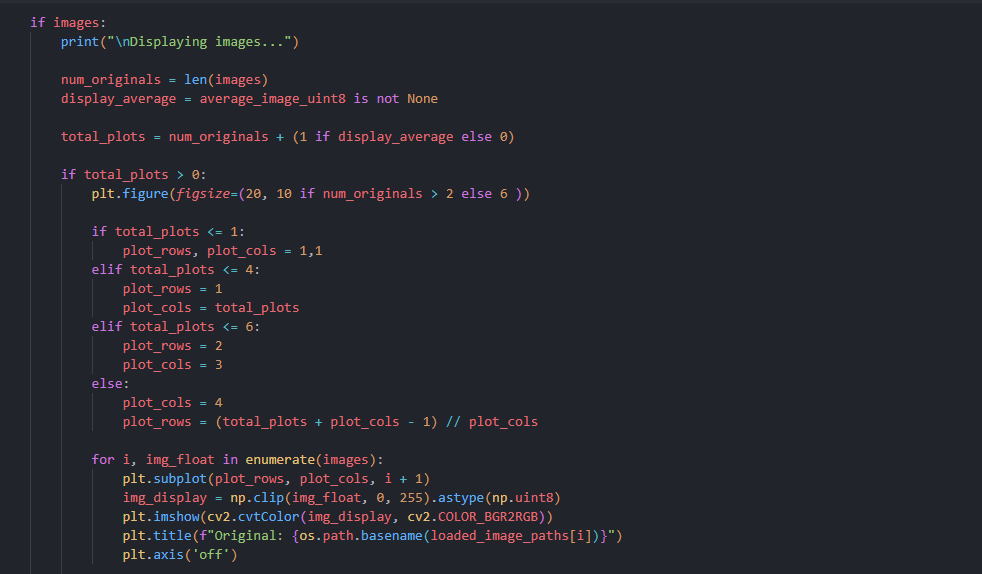 if images:
print("\nDisplaying images...")
num_originals = len(images)
display_average = average_image_uint8 is not None
total_plots = num_originals + (1 if display_average else 0)
if total_plots > 0:
plt.figure(figsize=(20, 10 if num_originals > 2 else 6 ))
if total_plots <= 1:
plot_rows, plot_cols = 1,1
elif total_plots <= 4:
plot_rows = 1
plot_cols = total_plots
elif total_plots <= 6:
plot_rows = 2
plot_cols = 3
else:
plot_cols = 4
plot_rows = (total_plots + plot_cols - 1) // plot_cols
for i, img_float in enumerate(images):
plt.subplot(plot_rows, plot_cols, i + 1)
img_display = np.clip(img_float, 0, 255).astype(np.uint8)
plt.imshow(cv2.cvtColor(img_display, cv2.COLOR_BGR2RGB))
plt.title(f"Original: {os.path.basename(loaded_image_paths[i])}")
plt.axis('off')